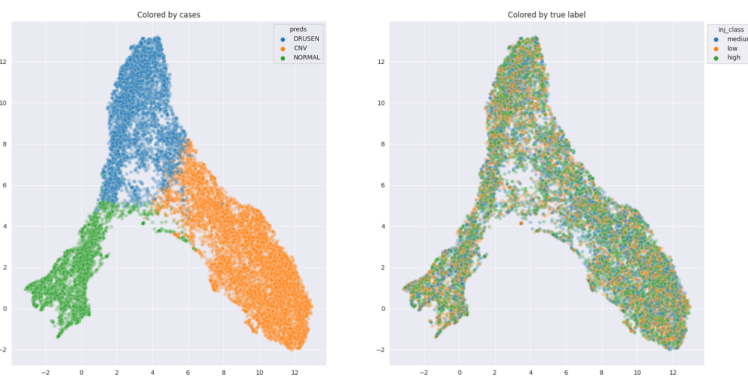 Colored by cases
preds
DRUSEN
CNV
NORMAL
12
10
8
6
4
2
0
−2
−2 0 2 4 6 8 10 12
Colored by true label
inj_class
medium
low
high
12
10
8
6
4
2
0
−2
−2 0 2 4 6 8 10 12